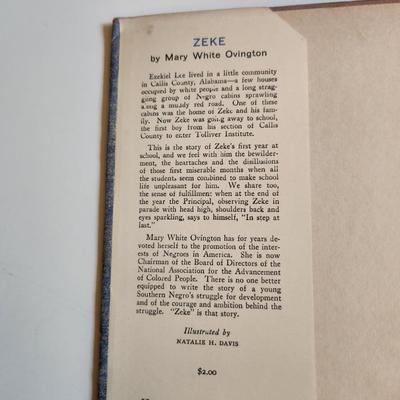 ZEKE
by Mary White Ovington
Ezekiel Lee lived in a little community
in Callis County, Alabama—a few houses
occupied by white people and a long strag-
gling group of Negro cabins sprawling
along a muddy red road. One of these
cabins was the home of Zeke and his fam-
ily. Now Zeke was going away to school,
the first boy from his section of Callis
County to enter Tolliver Institute.
This is the story of Zeke's first year at
school, and we feel with him the bewilder-
ment, the heartaches and the disillusions
of those first miserable months when all
the students seem combined to make school
life unpleasant for him. We share too,
the sense of fulfillment when at the end of
the year the Principal, observing Zeke in
parade with head high, shoulders back and
eyes sparkling, says to himself, "In step at
last."
Mary White Ovington has for years de-
voted herself to the promotion of the inter-
ests of Negroes in America. She is now
Chairman of the Board of Directors of the
National Association for the Advancement
of Colored People. There is no one better
equipped to write the story of a young
Southern Negro's struggle for development
and of the courage and ambition behind the
struggle. "Zeke" is that story.
Illustrated by
NATALIE H. DAVIS
$2.00